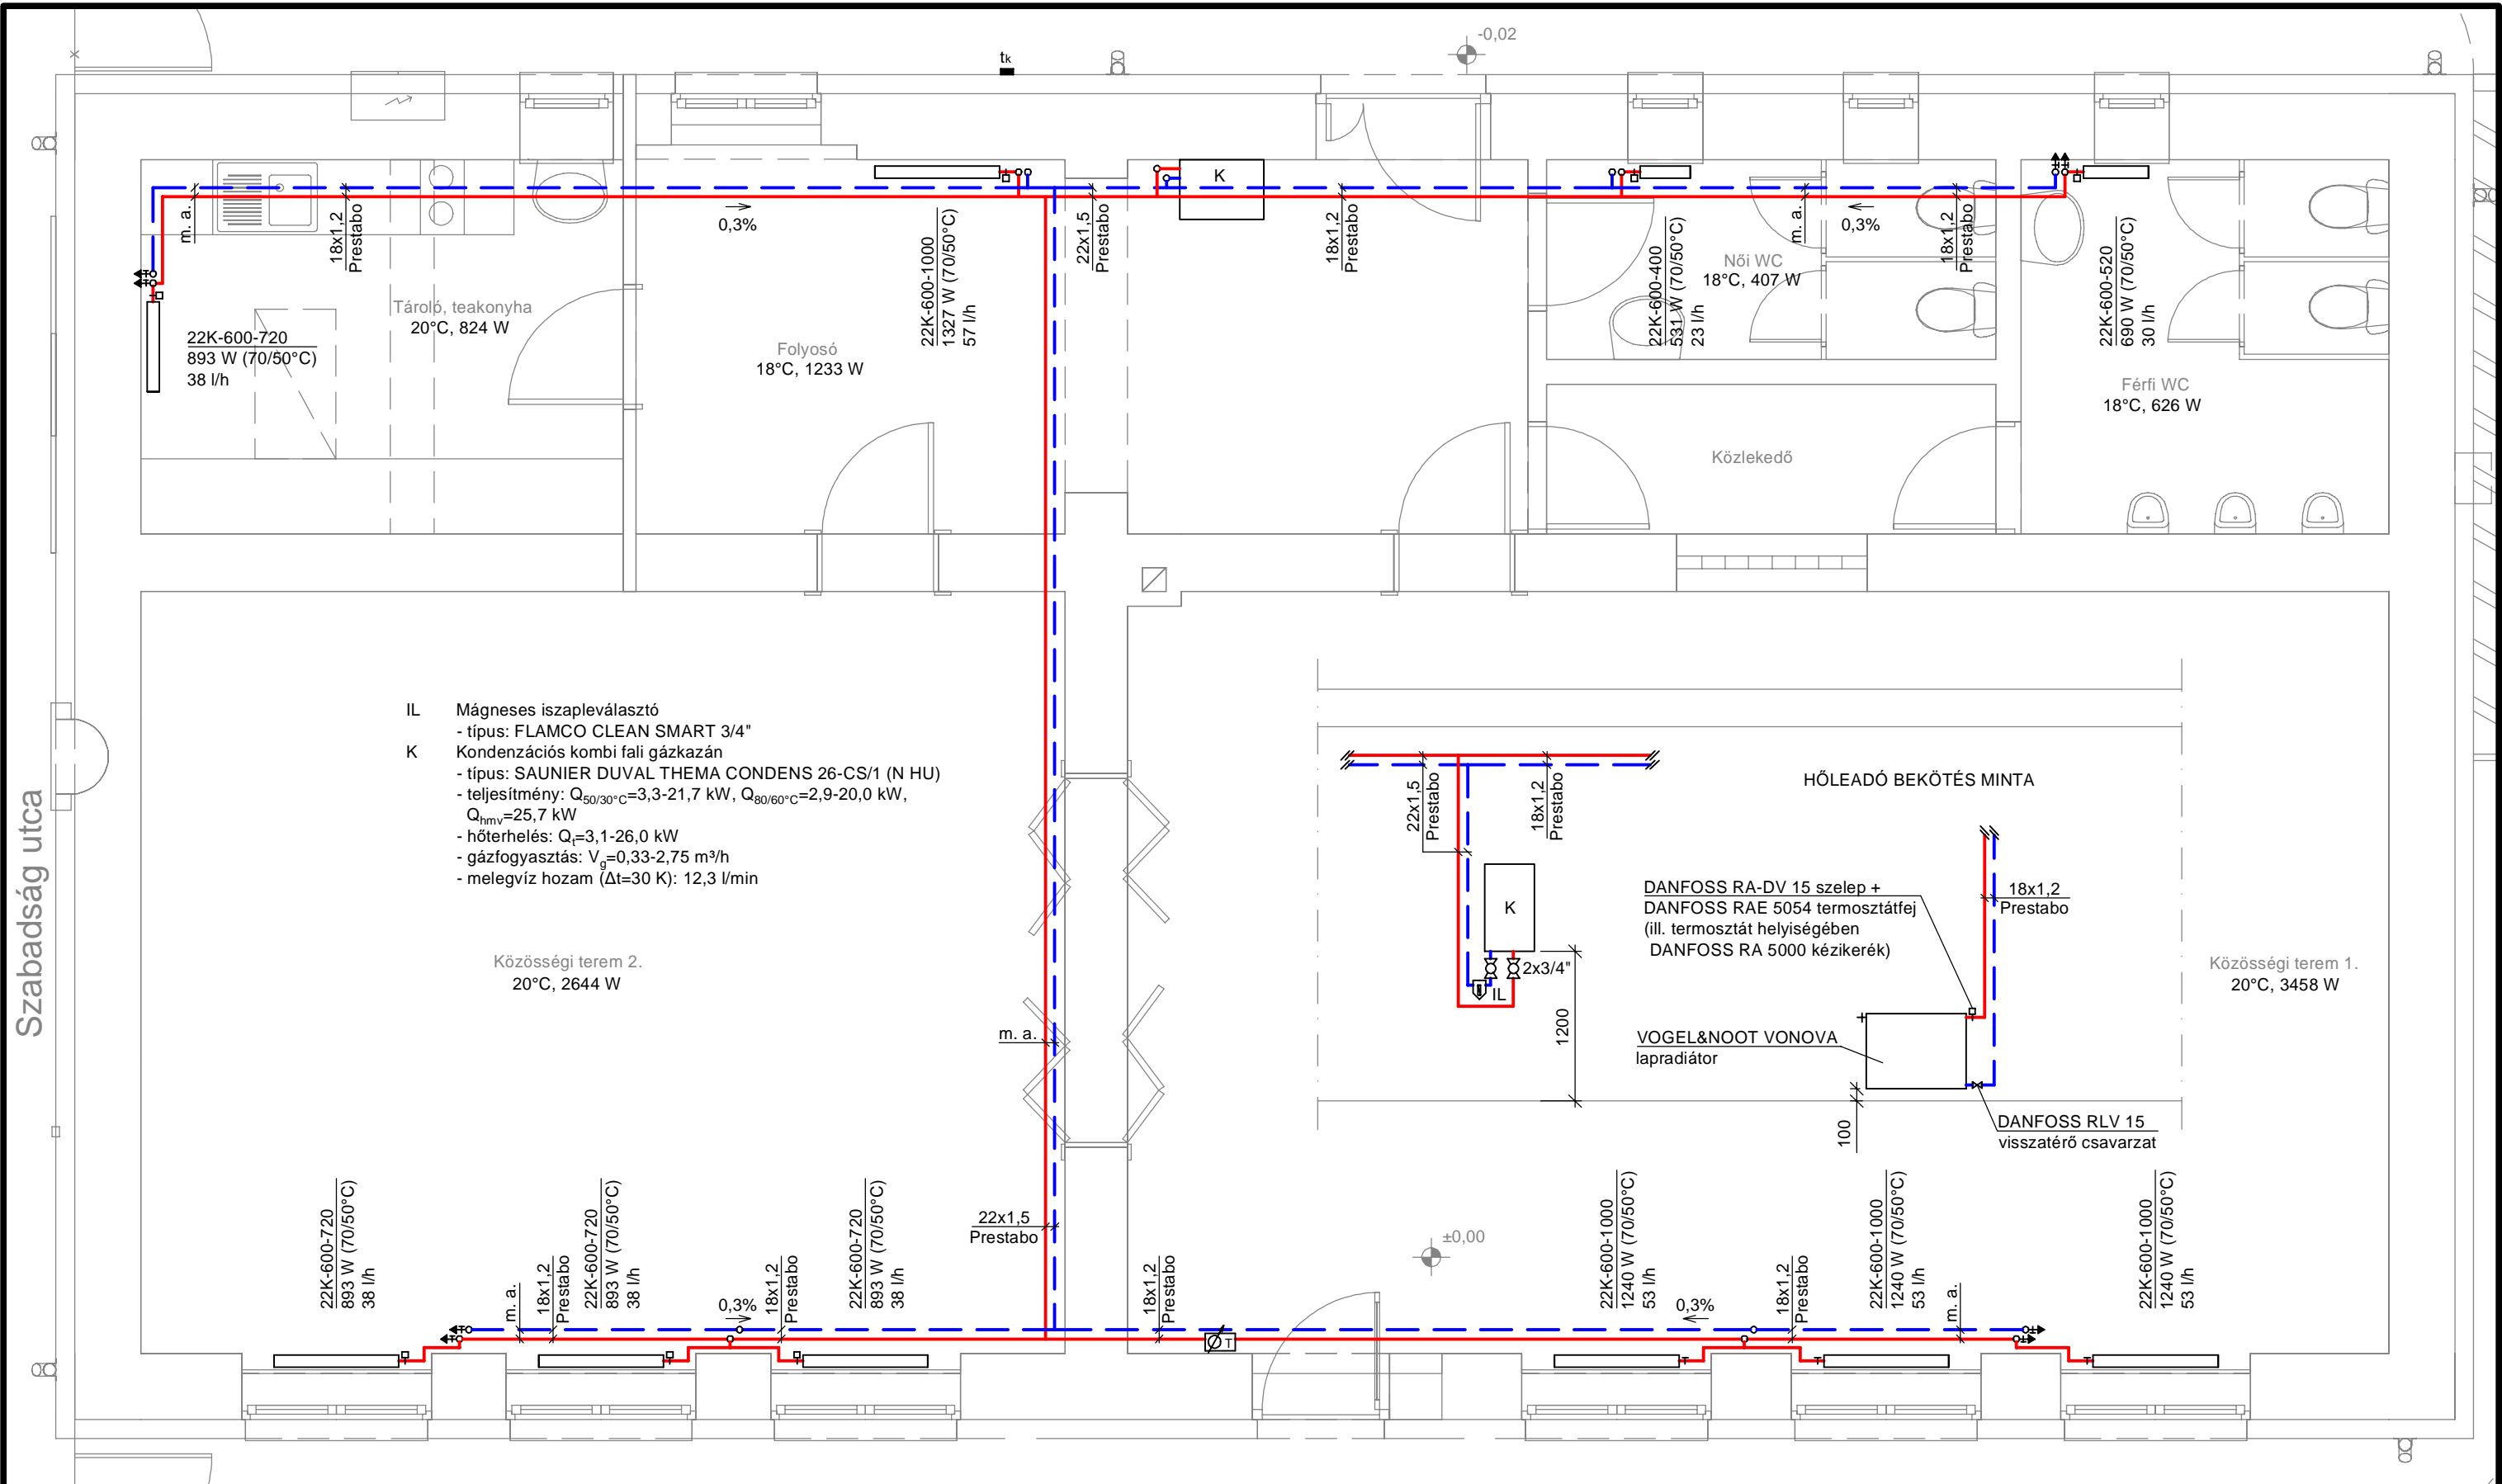 -0,02
tk
K
m. a.
18x1,2
Prestabo
0,3%
22K-600-1000
1327 W (70/50°C)
57 l/h
22x1,5
Prestabo
18x1,2
Prestabo
22K-600-400
531 W (70/50°C)
23 l/h
Női WC
18°C, 407 W
m. a.
0,3%
18x1,2
Prestabo
22K-600-520
690 W (70/50°C)
30 l/h
Tároló, teakonyha
20°C, 824 W
22K-600-720
893 W (70/50°C)
38 l/h
Folyosó
18°C, 1233 W
Férfi WC
18°C, 626 W
Közlekedő
Szabadság utca
IL Mágneses iszapleválasztó
- típus: FLAMCO CLEAN SMART 3/4"
K Kondenzációs kombi fali gázkazán
- típus: SAUNIER DUVAL THEMA CONDENS 26-CS/1 (N HU)
- teljesítmény: Q50/30°C=3,3-21,7 kW, Q80/60°C=2,9-20,0 kW,
Qhmv=25,7 kW
- hőterhelés: Qt=3,1-26,0 kW
- gázfogyasztás: Vg=0,33-2,75 m³/h
- melegvíz hozam (Δt=30 K): 12,3 l/min
Közösségi terem 2.
20°C, 2644 W
22x1,5
Prestabo
18x1,2
Prestabo
HŐLEADÓ BEKÖTÉS MINTA
K
2x3/4"
IL
1200
DANFOSS RA-DV 15 szelep +
DANFOSS RAE 5054 termosztátfej
(ill. termosztát helyiségében
DANFOSS RA 5000 kézikerék)
18x1,2
Prestabo
VOGEL&NOOT VONOVA
lapradiátor
100
DANFOSS RLV 15
visszatérő csavarzat
Közösségi terem 1.
20°C, 3458 W
m. a.
22x1,5
Prestabo
±0,00
22K-600-720
893 W (70/50°C)
38 l/h
m. a.
18x1,2
Prestabo
22K-600-720
893 W (70/50°C)
38 l/h
0,3%
18x1,2
Prestabo
22K-600-720
893 W (70/50°C)
38 l/h
18x1,2
Prestabo
T
22K-600-1000
1240 W (70/50°C)
53 l/h
0,3%
18x1,2
Prestabo
22K-600-1000
1240 W (70/50°C)
53 l/h
m. a.
22K-600-1000
1240 W (70/50°C)
53 l/h